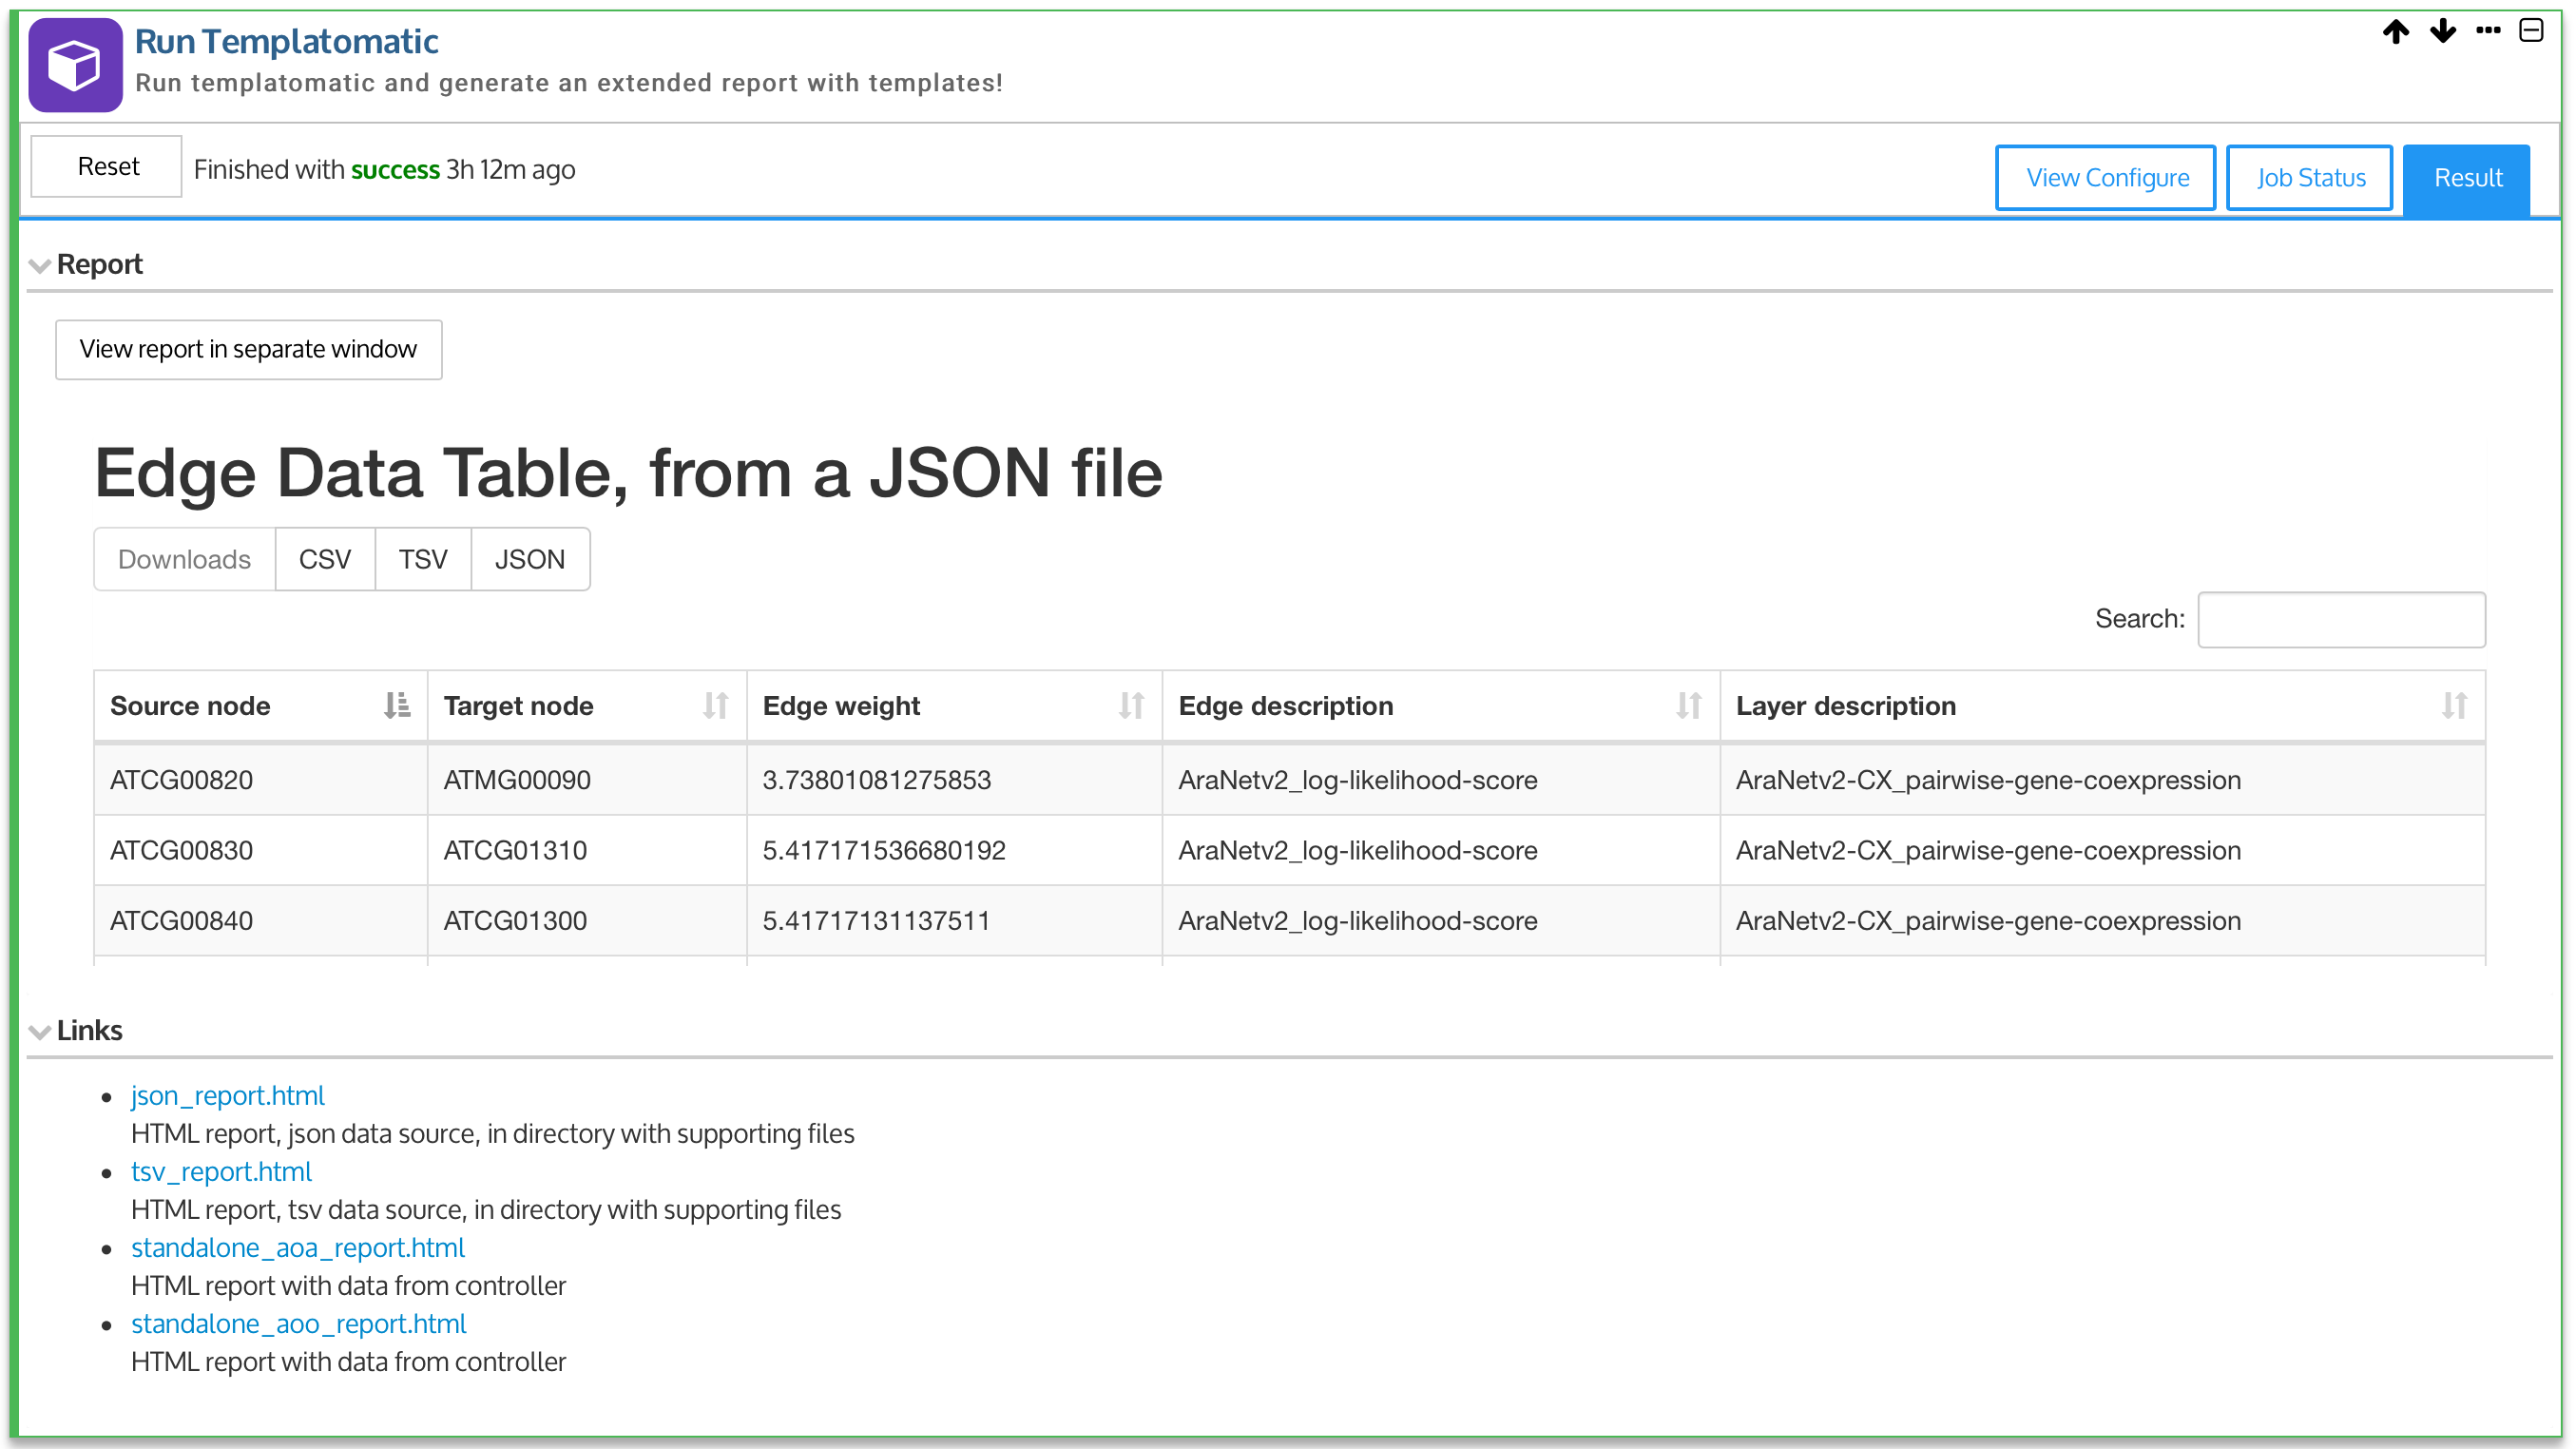 Run Templatomatic
Run templatomatic and generate an extended report with templates!
Reset Finished with success 3h 12m ago View Configure Job Status Result
Report
View report in separate window
Edge Data Table, from a JSON file
Downloads CSV TSV JSON
Search:
Source node Target node Edge weight Edge description Layer description
ATCG00820 ATMG00090 3.73801081275853 AraNetv2_log-likelihood-score AraNetv2-CX_pairwise-gene-coexpression
ATCG00830 ATCG01310 5.417171536680192 AraNetv2_log-likelihood-score AraNetv2-CX_pairwise-gene-coexpression
ATCG00840 ATCG01300 5.41717131137511 AraNetv2_log-likelihood-score AraNetv2-CX_pairwise-gene-coexpression
Links
json_report.html
HTML report, json data source, in directory with supporting files
tsv_report.html
HTML report, tsv data source, in directory with supporting files
standalone_aoa_report.html
HTML report with data from controller
standalone_aoo_report.html
HTML report with data from controller